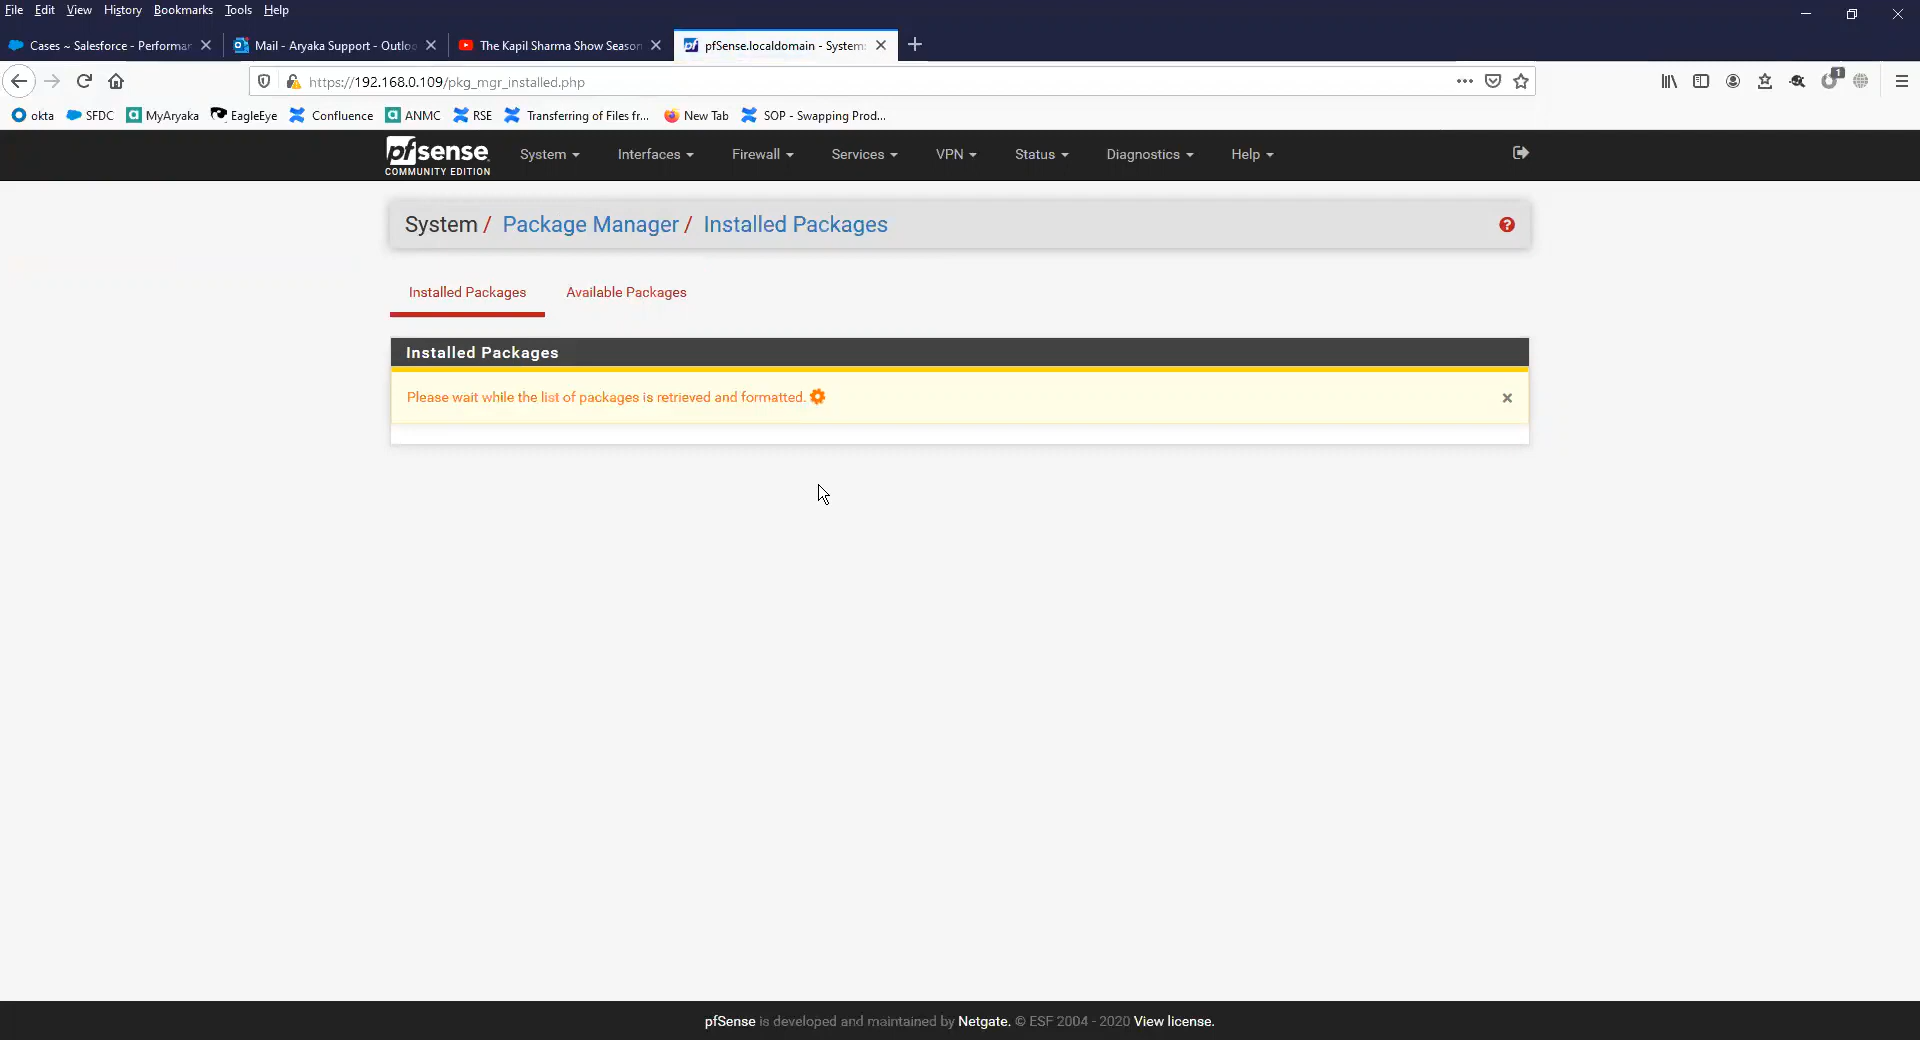 File Edit View History Bookmarks Tools Help
Cases ~ Salesforce - Performar
Mail - Aryaka Support - Outloo
The Kapil Sharma Show Season
pfSense.localdomain - System:
https://192.168.0.109/pkg_mgr_installed.php
1
okta SFDC MyAryaka EagleEye Confluence ANMC RSE Transferring of Files fr... New Tab SOP - Swapping Prod...
pfsense System Interfaces Firewall Services VPN Status Diagnostics Help
COMMUNITY EDITION
System / Package Manager / Installed Packages
Installed Packages Available Packages
Installed Packages
Please wait while the list of packages is retrieved and formatted.
pfSense is developed and maintained by Netgate. © ESF 2004 - 2020 View license.